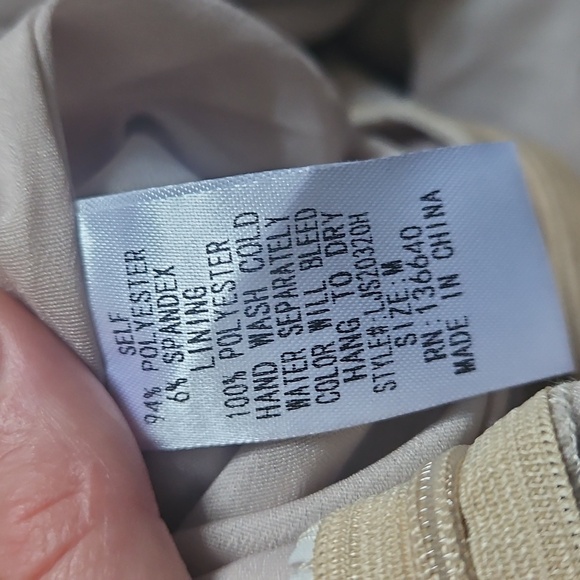 SELF
94% POLYESTER
6% SPANDEX
LINING
100% POLYESTER
HAND WASH COLD
WATER SEPARATELY
COLOR WILL BLEED
HANG TO DRY
STYLE# LJS20320H
SIZE:M
RN:136640
MADE IN CHINA